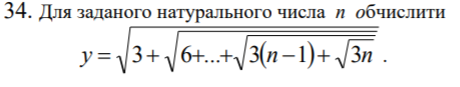 34. Для заданого натурального числа n обчислити
y = √(3 + √(6+...+√(3(n−1)+√(3n)))) .